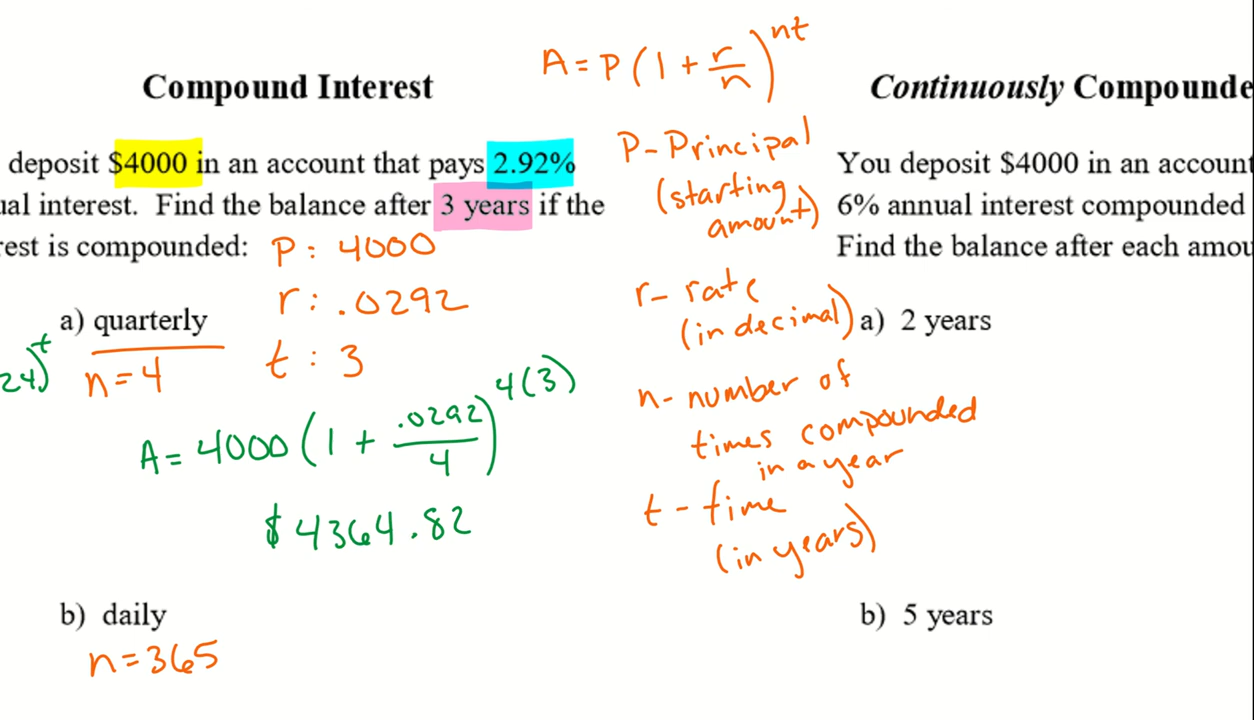 A = P(1 + r/n)^nt
Compound Interest
Continuously Compounde
deposit $4000 in an account that pays 2.92%
ual interest. Find the balance after 3 years if the
rest is compounded:
P : 4000
r : .0292
t : 3
a) quarterly
n=4
24)^t
A = 4000(1 + .0292/4)^4(3)
$4364.82
b) daily
n=365
P-Principal
(starting
amount)
r- rate
(in decimal)
n- number of
times compounded
in a year
t - time
(in years)
You deposit $4000 in an account
6% annual interest compounded
Find the balance after each amou
a) 2 years
b) 5 years